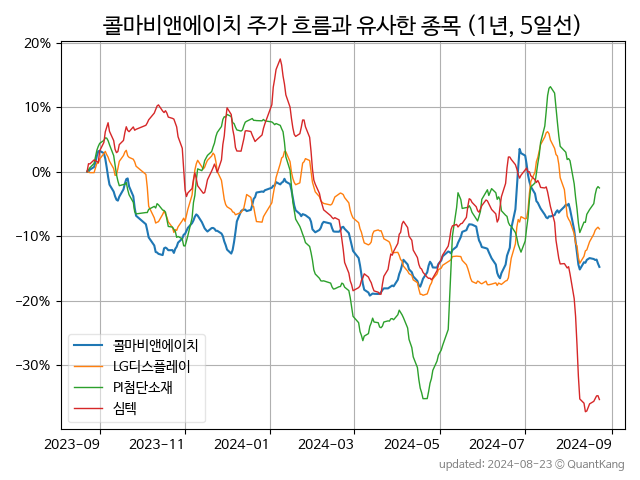 콜마비앤에이치 주가 흐름과 유사한 종목 (1년, 5일선)
20%
10%
0%
−10%
−20%
−30%
콜마비앤에이치
LG디스플레이
PI첨단소재
심텍
2023-09 2023-11 2024-01 2024-03 2024-05 2024-07 2024-09
updated: 2024-08-23 © QuantKang